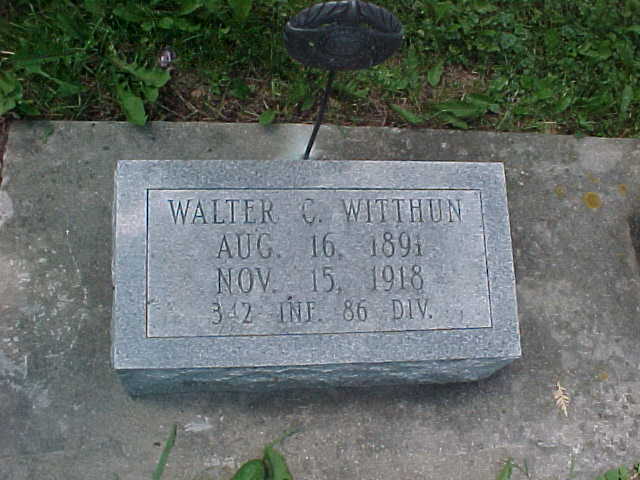 WALTER C. WITTHUN
AUG. 16, 1891
NOV. 15, 1918
342 INF. 86 DIV.